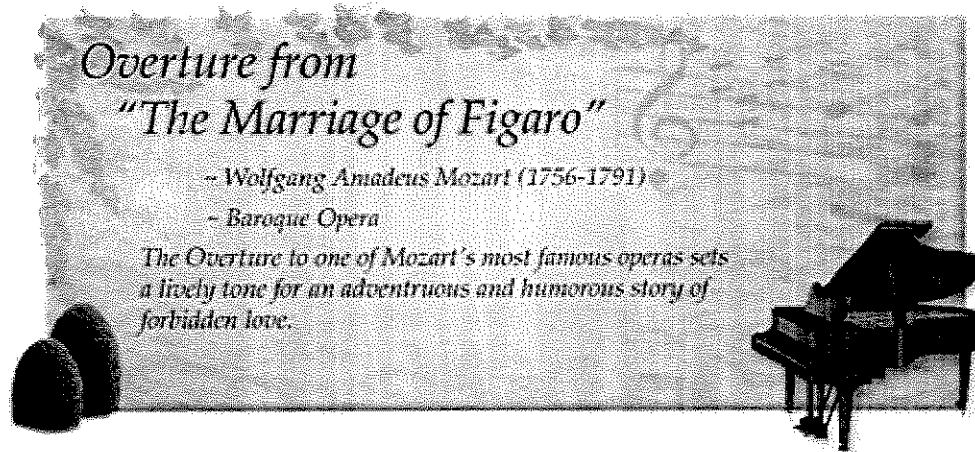 Overture from
"The Marriage of Figaro"
~ Wolfgang Amadeus Mozart (1756-1791)
~ Baroque Opera
The Overture to one of Mozart's most famous operas sets
a lively tone for an adventruous and humorous story of
forbidden love.